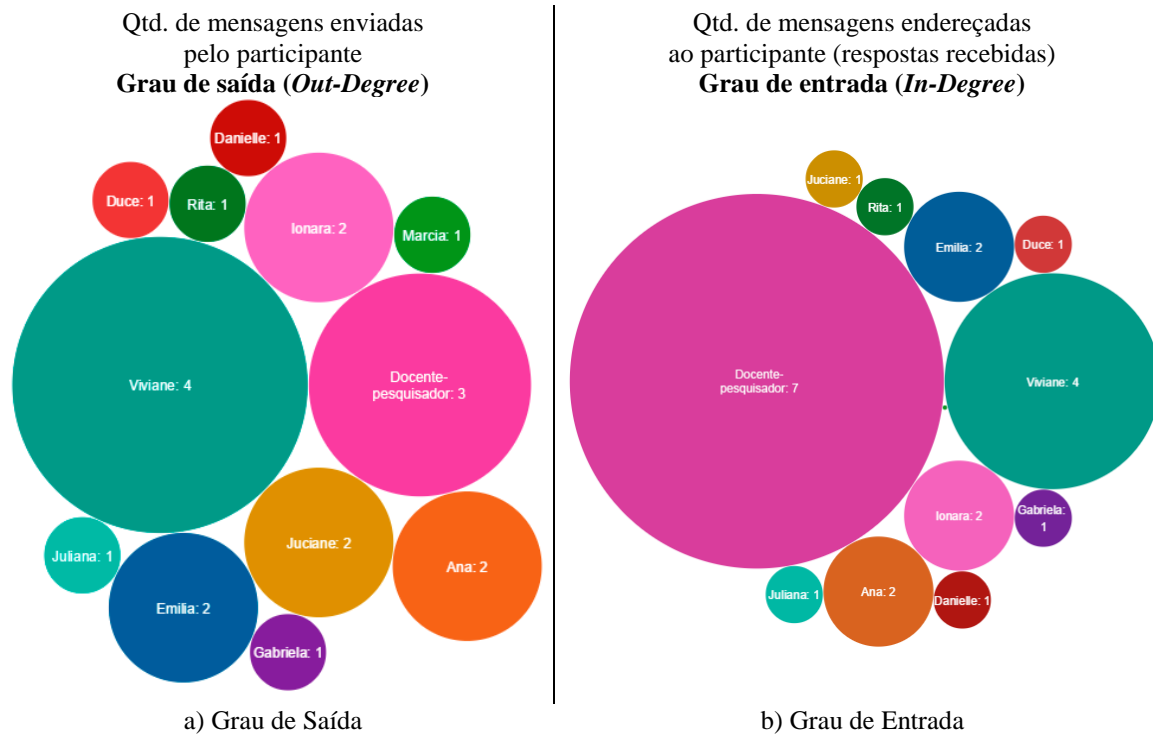 Qtd. de mensagens enviadas
pelo participante
Grau de saída (Out-Degree)
Danielle: 1
Duce: 1
Rita: 1
Ionara: 2
Marcia: 1
Viviane: 4
Docente-
pesquisador: 3
Juliana: 1
Juciane: 2
Ana: 2
Emilia: 2
Gabriela: 1
a) Grau de Saída
Qtd. de mensagens endereçadas
ao participante (respostas recebidas)
Grau de entrada (In-Degree)
Juciane: 1
Rita: 1
Emilia: 2
Duce: 1
Docente-
pesquisador: 7
Viviane: 4
Ionara: 2
Gabriela:
1
Juliana: 1
Ana: 2
Danielle: 1
b) Grau de Entrada